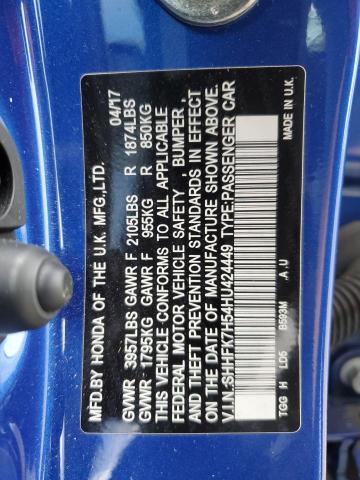 MFD.BY HONDA OF THE U.K. MFG.,LTD. 04/17
GVWR 3957LBS GAWR F 2105LBS R 1874LBS
GVWR 1795KG GAWR F 955KG R 850KG
THIS VEHICLE CONFORMS TO ALL APPLICABLE
FEDERAL MOTOR VEHICLE SAFETY, BUMPER,
AND THEFT PREVENTION STANDARDS IN EFFECT
ON THE DATE OF MANUFACTURE SHOWN ABOVE.
V.I.N.:SHHFK7H54HU424449 TYPE:PASSENGER CAR
TGG H LD5 B593M A U
MADE IN U.K.